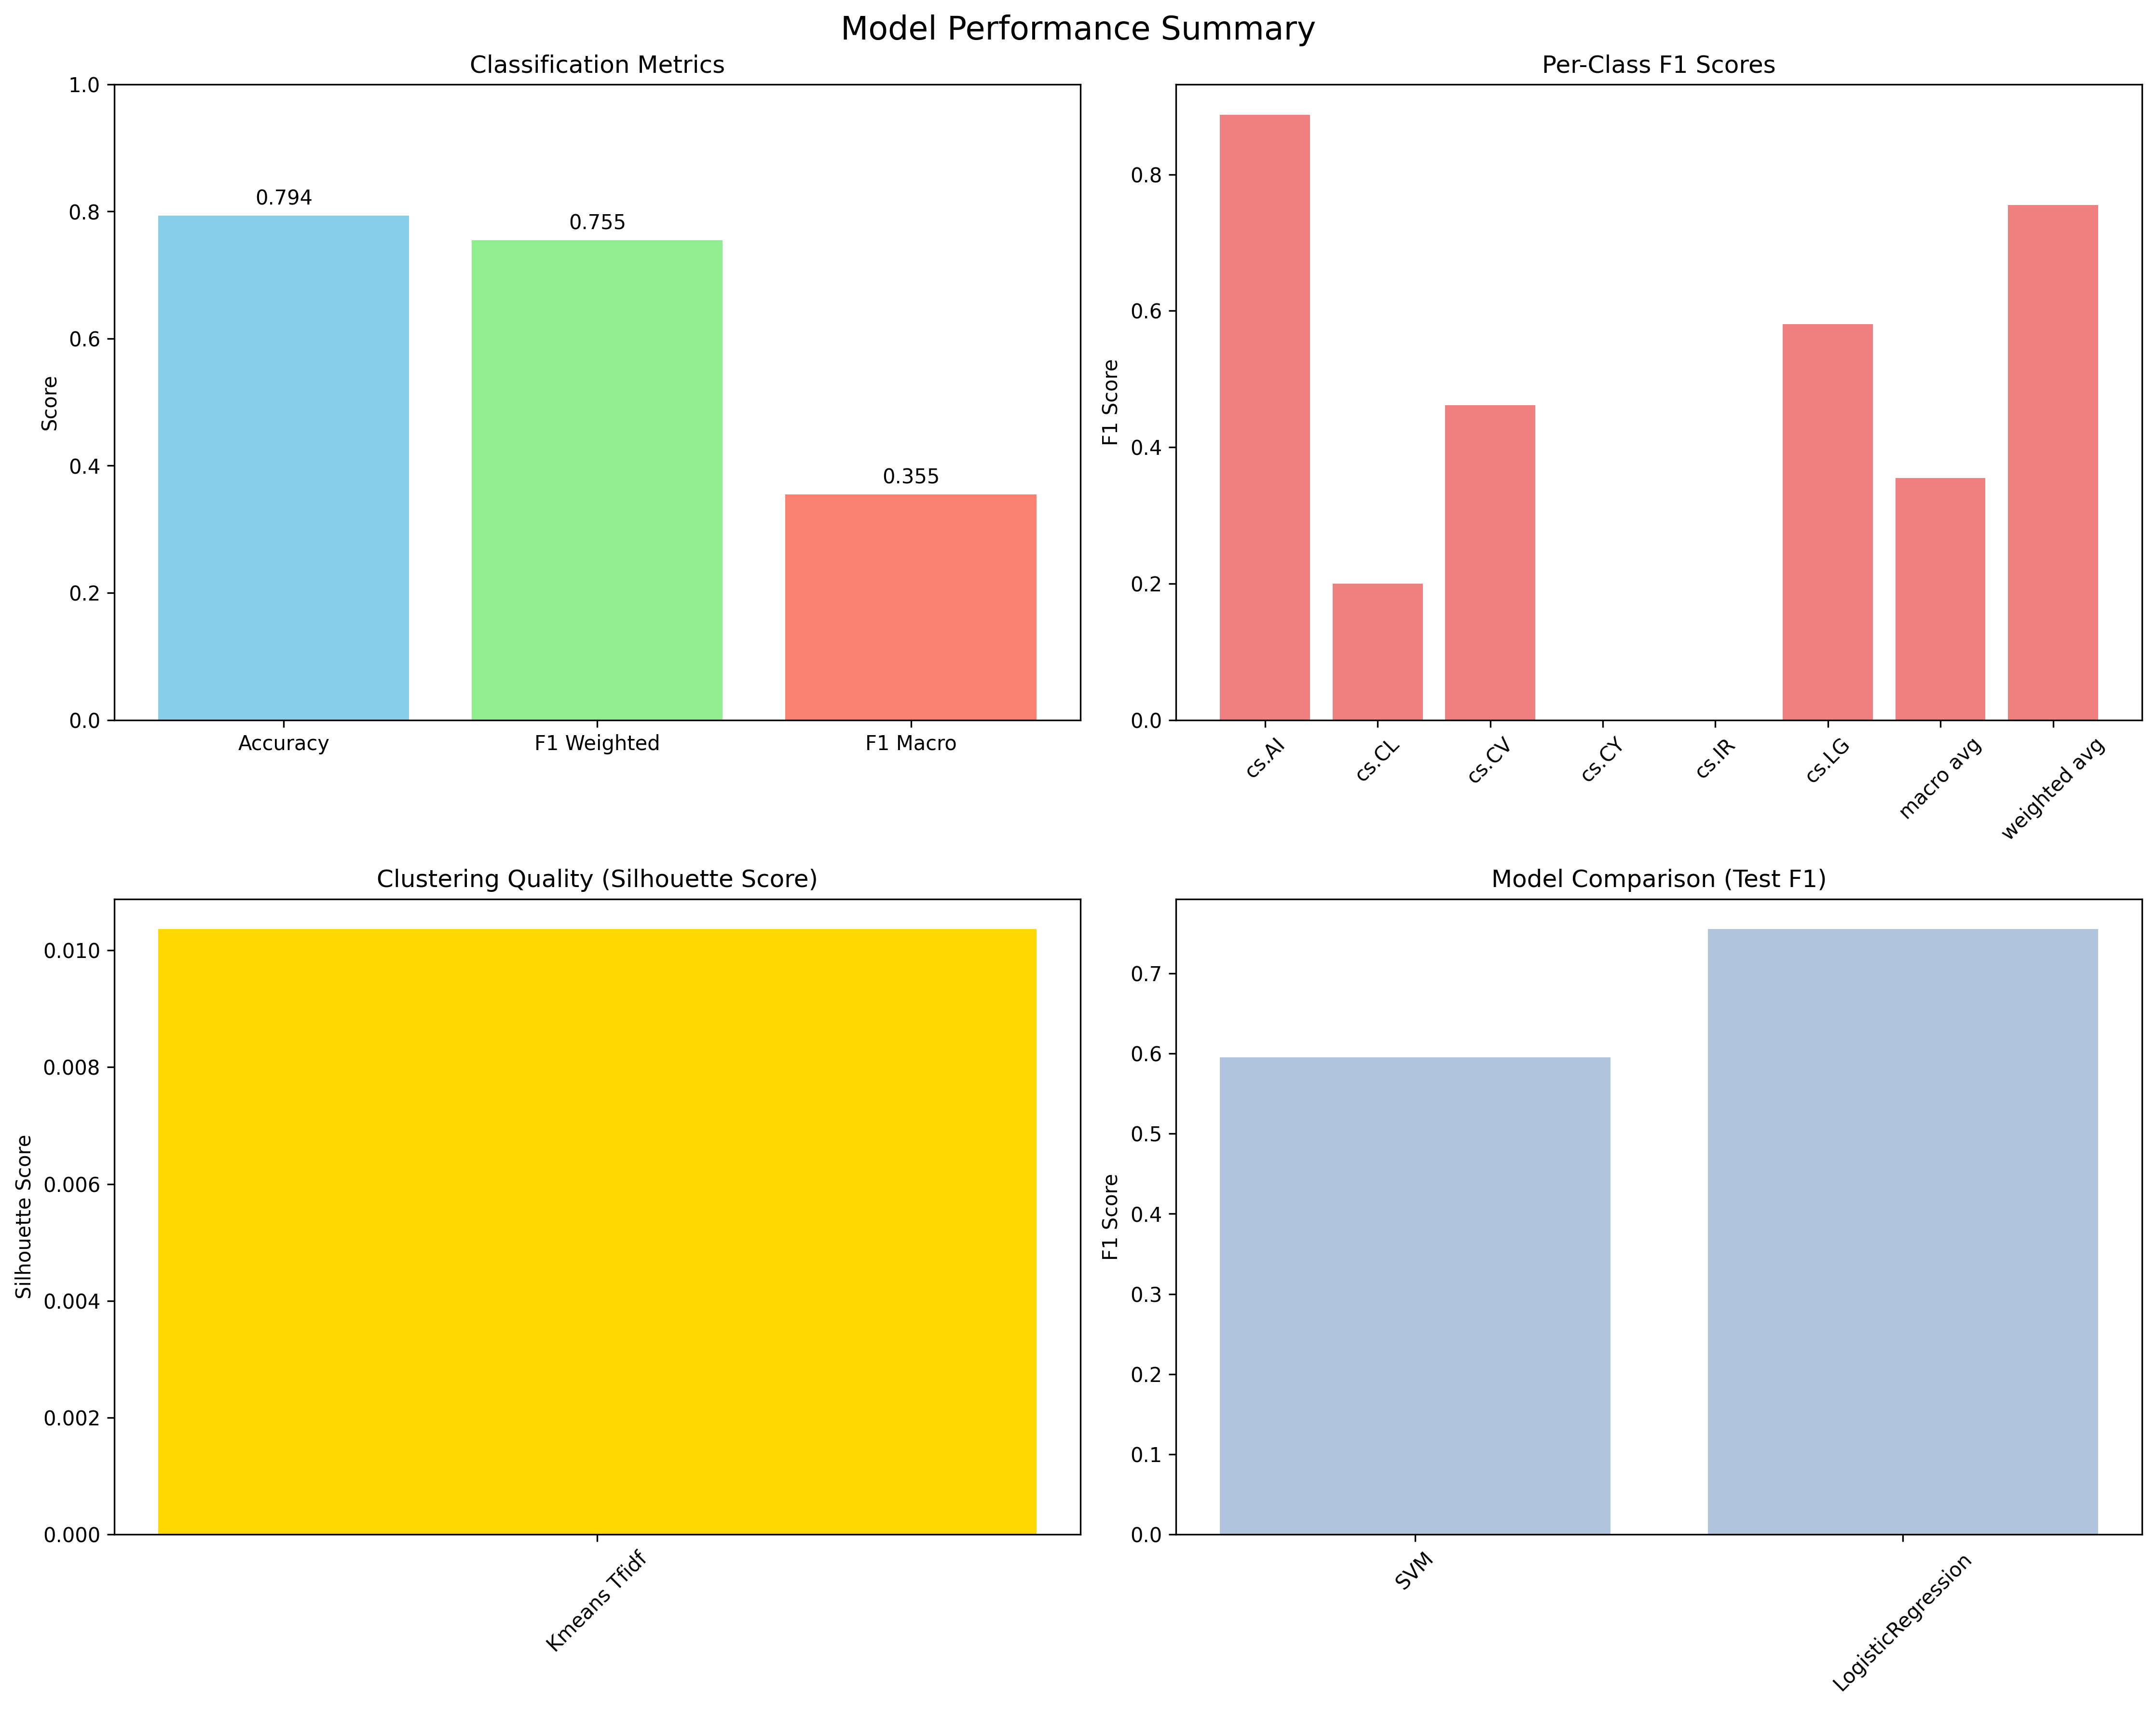 Model Performance Summary
Classification Metrics
Score
1.0
0.8
0.6
0.4
0.2
0.0
0.794
0.755
0.355
Accuracy
F1 Weighted
F1 Macro
Per-Class F1 Scores
F1 Score
0.8
0.6
0.4
0.2
0.0
cs.AI
cs.CL
cs.CV
cs.CY
cs.IR
cs.LG
macro avg
weighted avg
Clustering Quality (Silhouette Score)
Silhouette Score
0.010
0.008
0.006
0.004
0.002
0.000
Kmeans Tfidf
Model Comparison (Test F1)
F1 Score
0.7
0.6
0.5
0.4
0.3
0.2
0.1
0.0
SVM
LogisticRegression